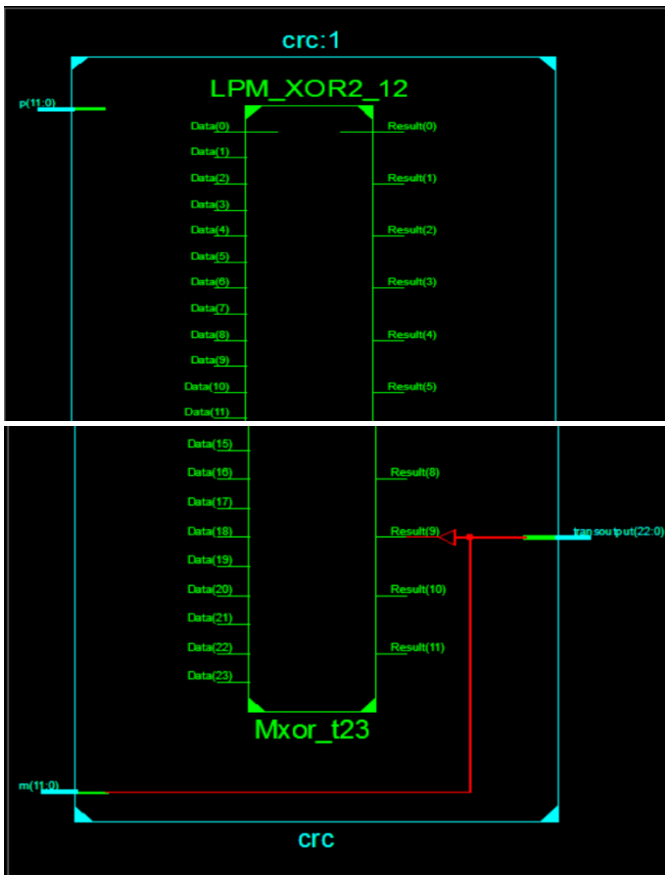 crc:1
LPM_XOR2_12
p(11:0)
Data(0) Result(0)
Data(1)
Data(2) Result(1)
Data(3)
Data(4) Result(2)
Data(5)
Data(6) Result(3)
Data(7)
Data(8) Result(4)
Data(9)
Data(10) Result(5)
Data(11)
Data(15)
Data(16) Result(8)
Data(17)
Data(18) Result(9) transoutput(22:0)
Data(19)
Data(20) Result(10)
Data(21)
Data(22) Result(11)
Data(23)
Mxor_t23
m(11:0)
crc